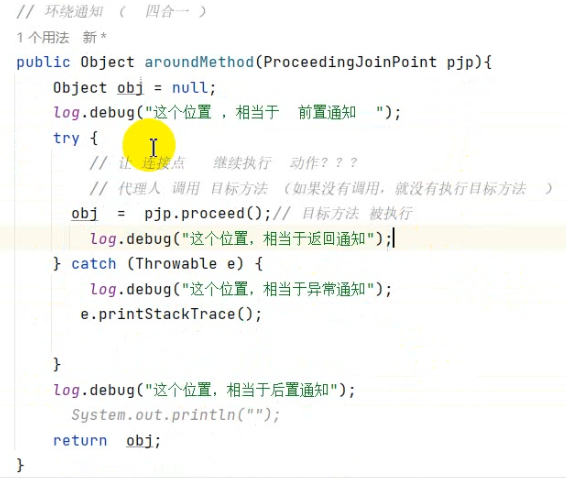 // 环绕通知 （  四合一 ）
1 个用法   新 *
public Object aroundMethod(ProceedingJoinPoint pjp){
Object obj = null;
log.debug("这个位置 ，相当于  前置通知  ");
try {
// 让 连接点   继续执行  动作？？？
// 代理人 调用 目标方法 （如果没有调用，就没有执行目标方法  ）
obj  =  pjp.proceed();// 目标方法 被执行
log.debug("这个位置，相当于返回通知");
} catch (Throwable e) {
log.debug("这个位置，相当于异常通知");
e.printStackTrace();
}
log.debug("这个位置，相当于后置通知");
System.out.println("");
return  obj;
}